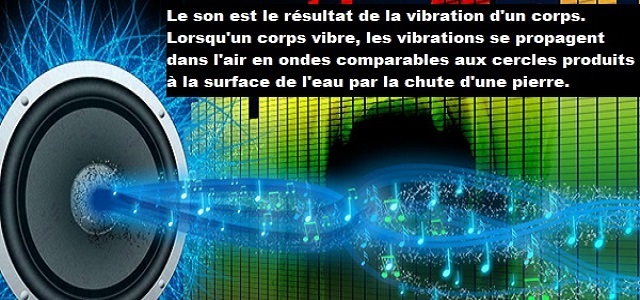 Le son est le résultat de la vibration d'un corps.
Lorsqu'un corps vibre, les vibrations se propagent
dans l'air en ondes comparables aux cercles produits
à la surface de l'eau par la chute d'une pierre.